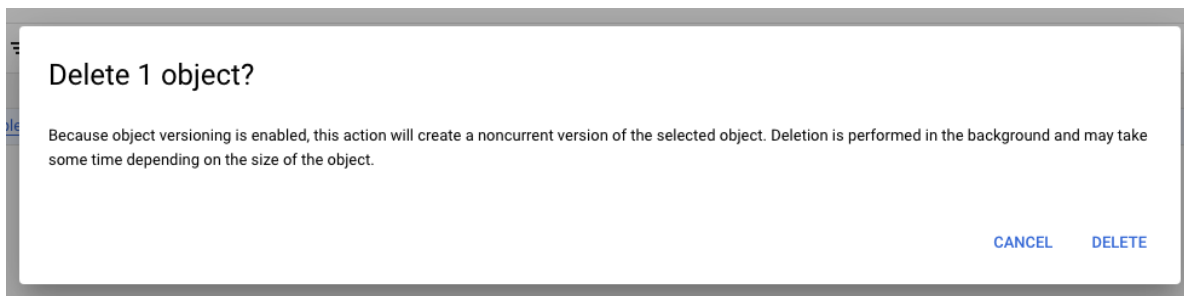 Delete 1 object?
Because object versioning is enabled, this action will create a noncurrent version of the selected object. Deletion is performed in the background and may take
some time depending on the size of the object.
CANCEL DELETE